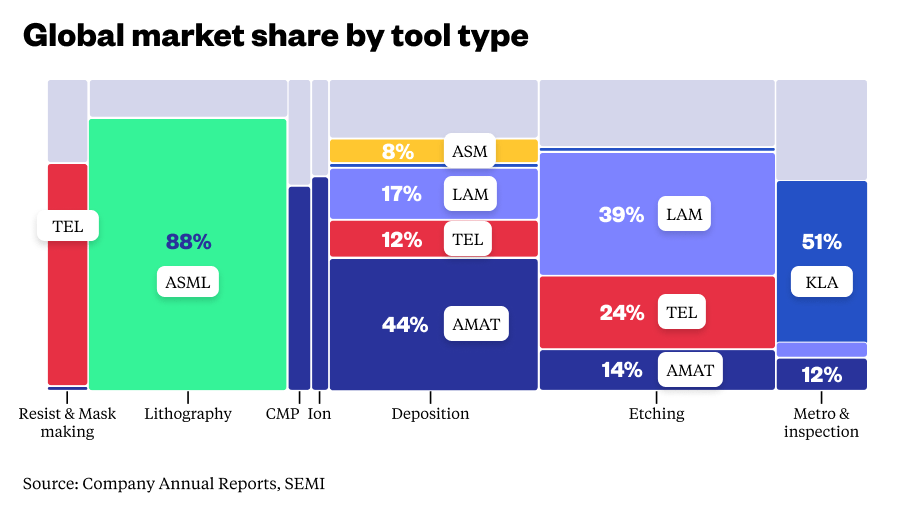 Global market share by tool type
8% ASM
17% LAM
TEL
12% TEL
88%
39% LAM
51%
ASML
KLA
24% TEL
44% AMAT
14% AMAT
12%
Resist & Mask making
Lithography
CMP
Ion
Deposition
Etching
Metro & inspection
Source: Company Annual Reports, SEMI